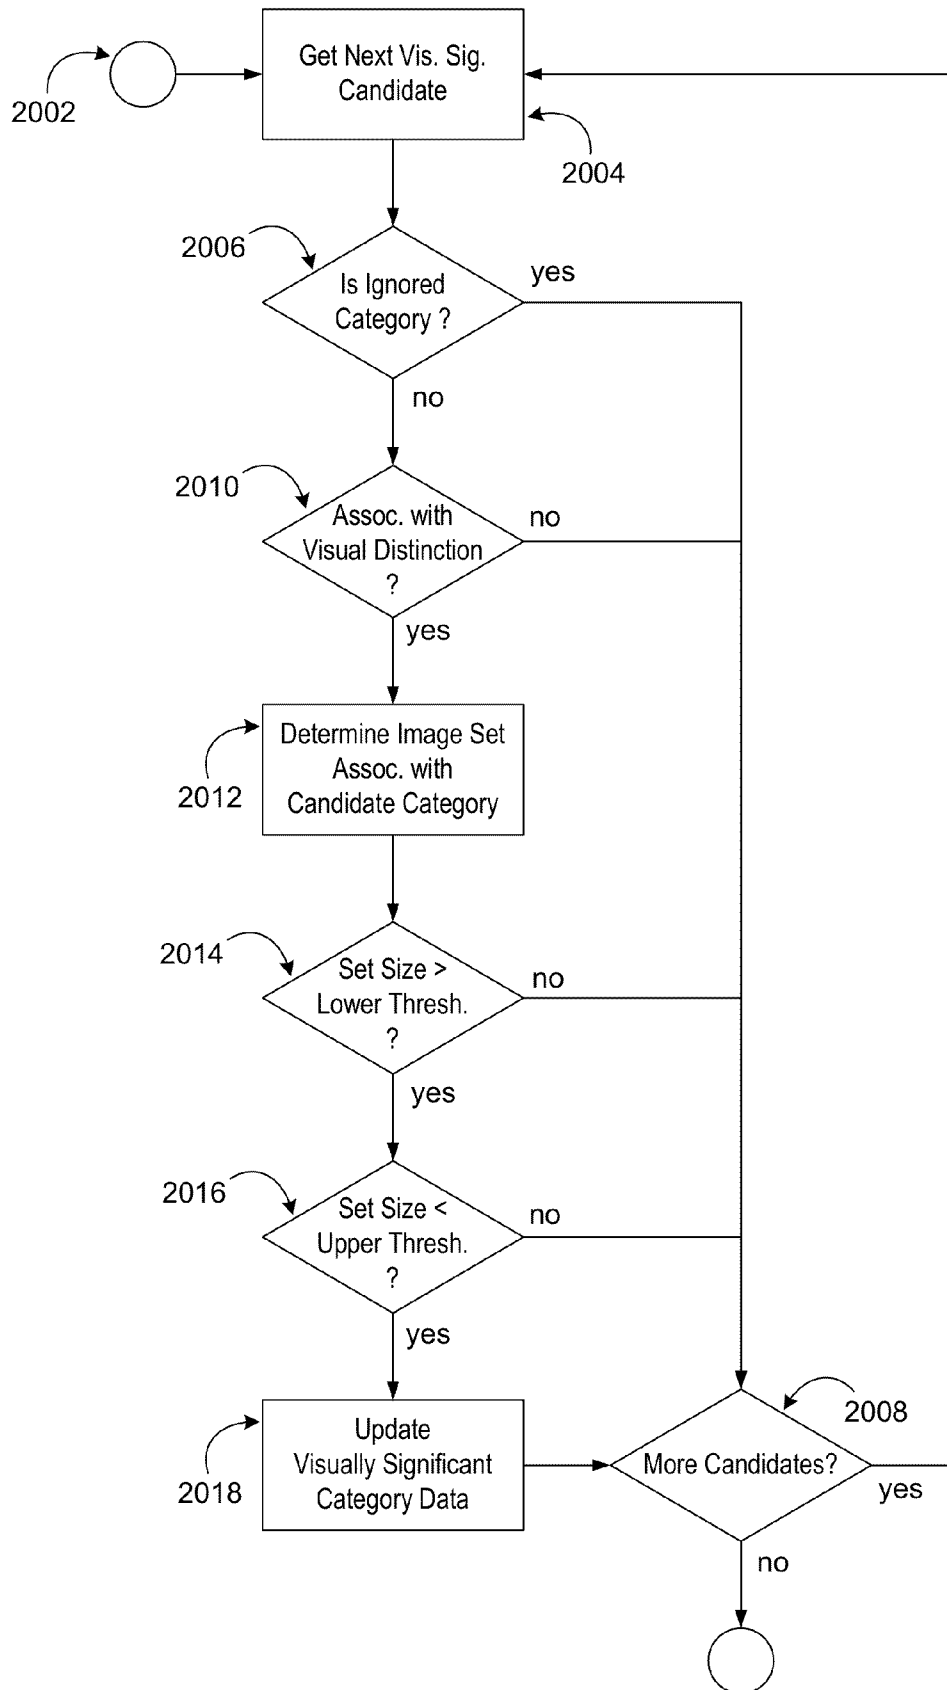 Get Next Vis. Sig.
Candidate
2002
2004
2006
Is Ignored
Category ?
yes
no
2010
Assoc. with
Visual Distinction
?
no
yes
2012
Determine Image Set
Assoc. with
Candidate Category
2014
Set Size >
Lower Thresh.
?
no
yes
2016
Set Size <
Upper Thresh.
?
no
yes
2018
Update
Visually Significant
Category Data
2008
More Candidates?
yes
no